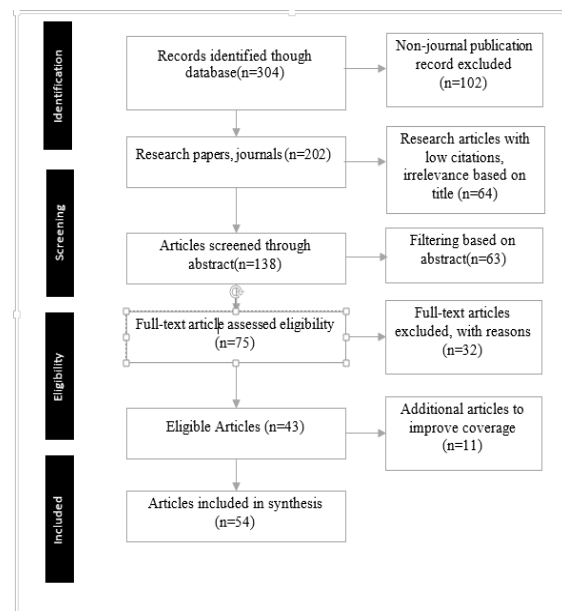 Identification
Records identified though
database(n=304)
Non-journal publication
record excluded
(n=102)
Research papers, journals (n=202)
Research articles with
low citations,
irrelevance based on
title (n=64)
Screening
Articles screened through
abstract(n=138)
Filtering based on
abstract(n=63)
Eligibility
Full-text article assessed eligibility
(n=75)
Full-text articles
excluded, with reasons
(n=32)
Eligible Articles (n=43)
Additional articles to
improve coverage
(n=11)
Included
Articles included in synthesis
(n=54)